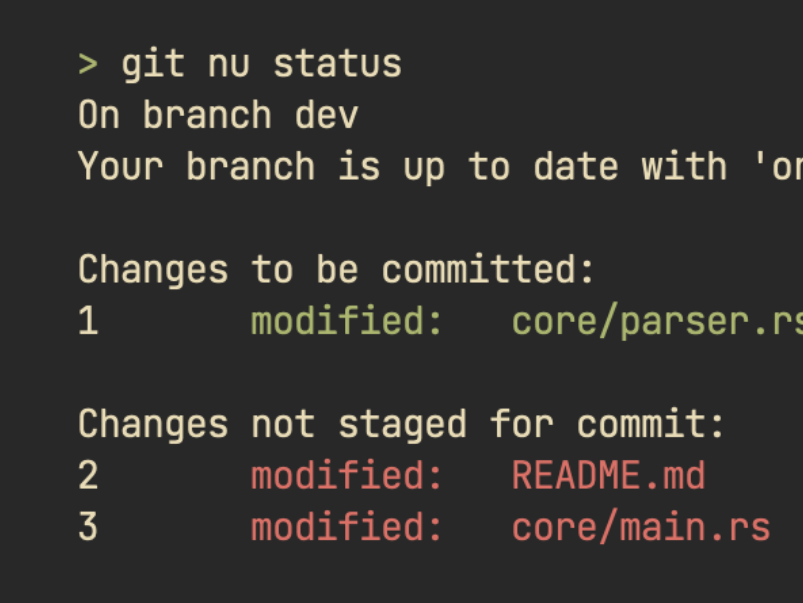 > git nu status
On branch dev
Your branch is up to date with 'or
Changes to be committed:
1 modified: core/parser.rs
Changes not staged for commit:
2 modified: README.md
3 modified: core/main.rs